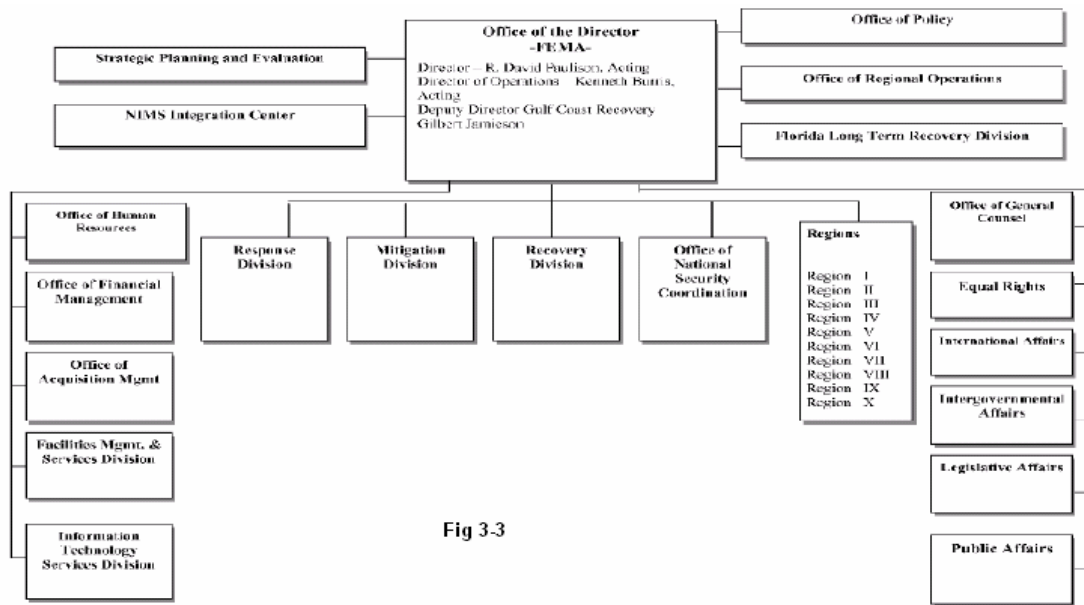 Office of the Director
-FEMA-
Director – R. David Paulison, Acting
Director of Operations – Kenneth Burris,
Acting
Deputy Director Gulf Coast Recovery
Gilbert Jamieson
Strategic Planning and Evaluation
NIMS Integration Center
Office of Policy
Office of Regional Operations
Florida Long Term Recovery Division
Office of Human
Resources
Office of Financial
Management
Office of
Acquisition Mgmt
Facilities Mgmt. &
Services Division
Information
Technology
Services Division
Response
Division
Mitigation
Division
Recovery
Division
Office of
National
Security
Coordination
Regions
Region I
Region II
Region III
Region IV
Region V
Region VI
Region VII
Region VIII
Region IX
Region X
Office of General
Counsel
Equal Rights
International Affairs
Intergovernmental
Affairs
Legislative Affairs
Public Affairs
Fig 3-3